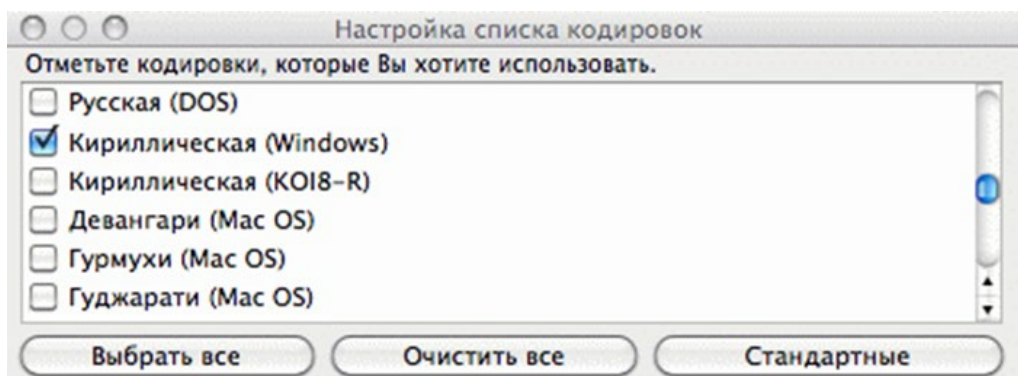 Настройка списка кодировок
Отметьте кодировки, которые Вы хотите использовать.
Русская (DOS)
Кириллическая (Windows)
Кириллическая (KOI8-R)
Девангари (Mac OS)
Гурмухи (Mac OS)
Гуджарати (Mac OS)
Выбрать все
Очистить все
Стандартные